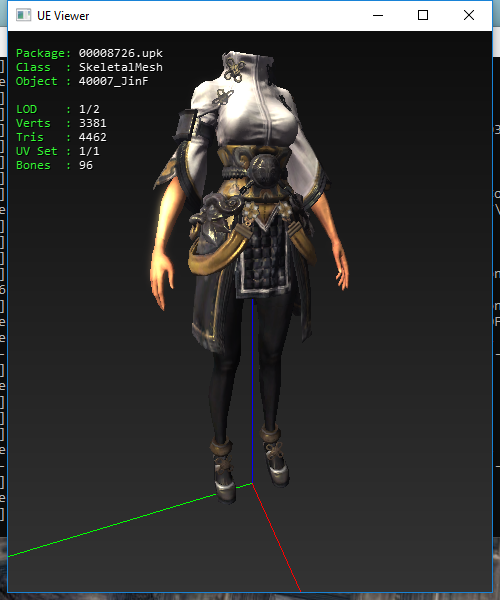 UE Viewer
Package: 00008726.upk
Class : SkeletalMesh
Object : 40007_JinF
LOD : 1/2
Verts : 3381
Tris : 4462
UV Set : 1/1
Bones : 96